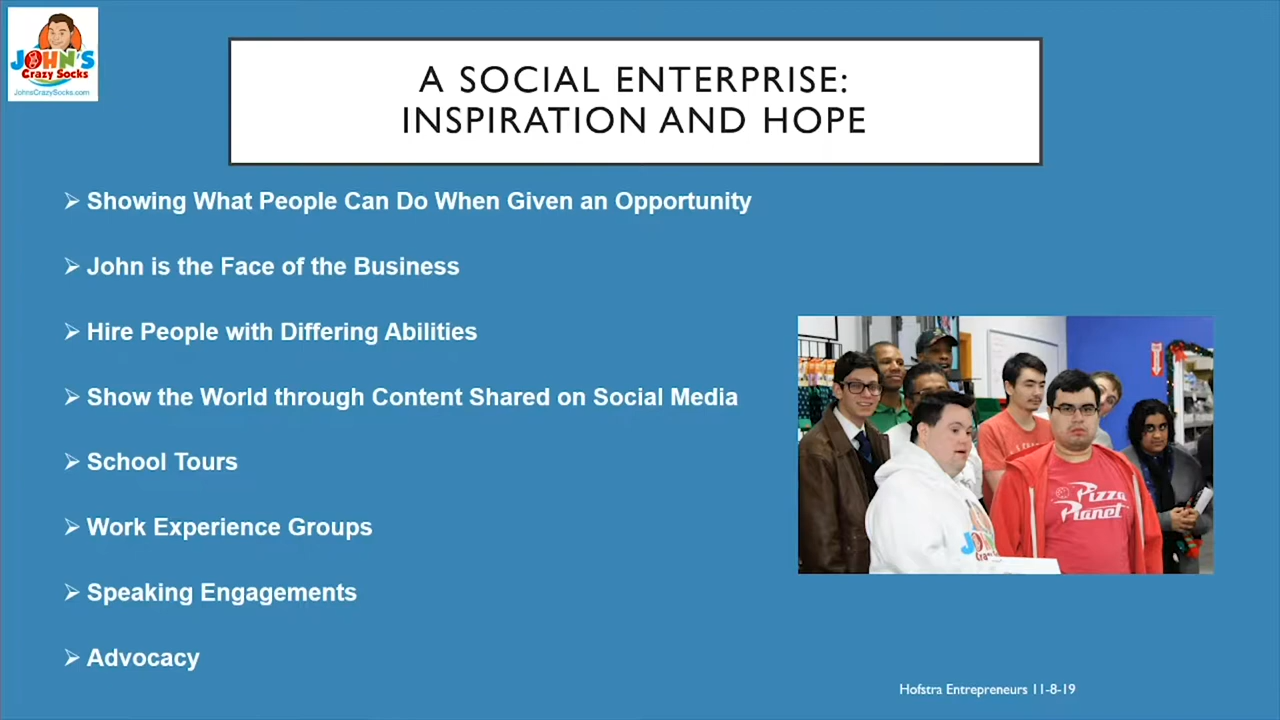 JOHN'S
Crazy Socks
JohnsCrazySocks.com
A SOCIAL ENTERPRISE:
INSPIRATION AND HOPE
Showing What People Can Do When Given an Opportunity
John is the Face of the Business
Hire People with Differing Abilities
Show the World through Content Shared on Social Media
School Tours
Work Experience Groups
Speaking Engagements
Advocacy
Pizza
Planet
Hofstra Entrepreneurs 11-8-19